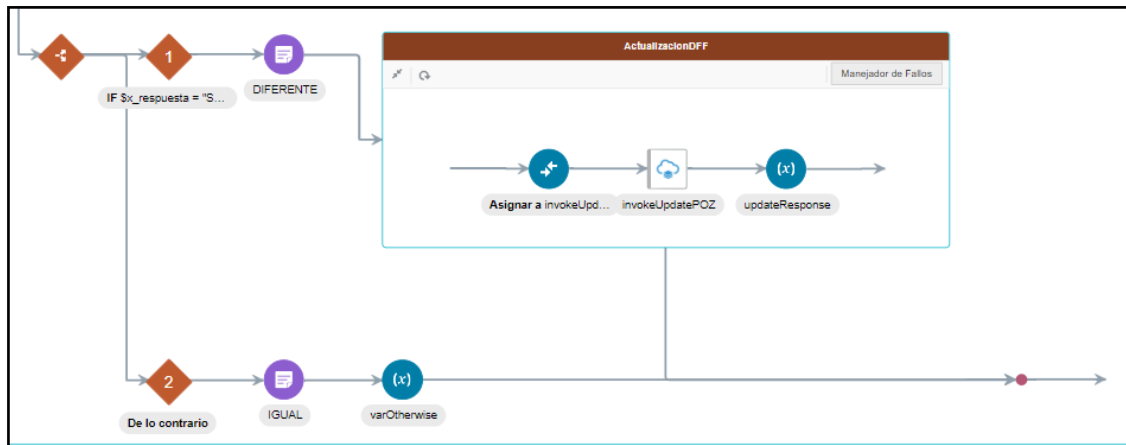 ActualizacionDFF
Manejador de Fallos
1
IF $x_respuesta = "S...
DIFERENTE
Asignar a invokeUpd...
invokeUpdatePOZ
(x)
updateResponse
2
De lo contrario
IGUAL
(x)
varOtherwise